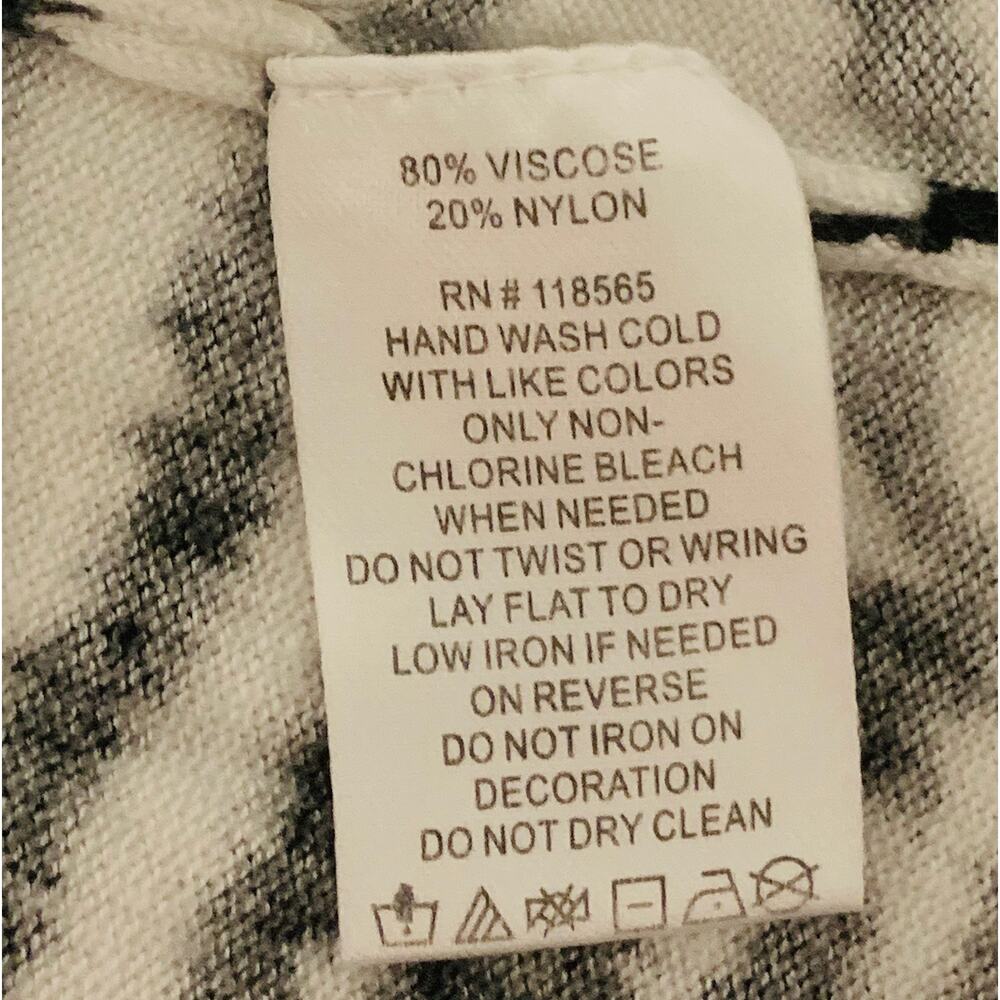 80% VISCOSE
20% NYLON
RN # 118565
HAND WASH COLD
WITH LIKE COLORS
ONLY NON-
CHLORINE BLEACH
WHEN NEEDED
DO NOT TWIST OR WRING
LAY FLAT TO DRY
LOW IRON IF NEEDED
ON REVERSE
DO NOT IRON ON
DECORATION
DO NOT DRY CLEAN